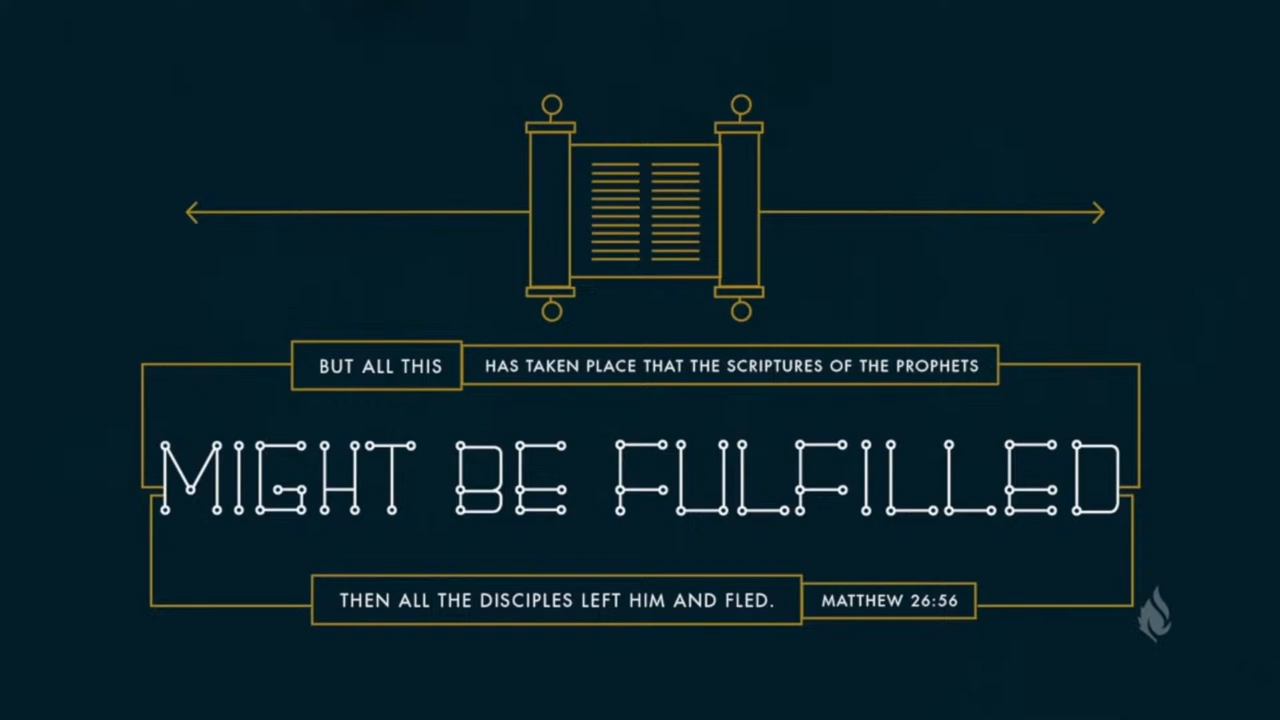 BUT ALL THIS HAS TAKEN PLACE THAT THE SCRIPTURES OF THE PROPHETS
MIGHT BE FULFILLED
THEN ALL THE DISCIPLES LEFT HIM AND FLED. MATTHEW 26:56